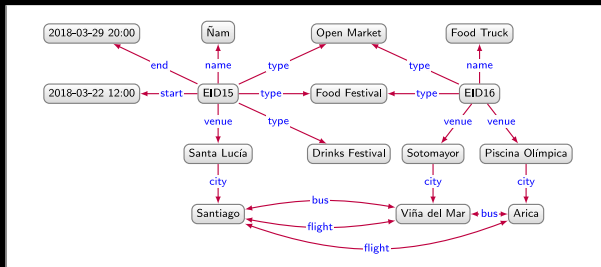 2018-03-29 20:00
Ñam
Open Market
Food Truck
end
name
type
type
name
2018-03-22 12:00
start
EID15
type
Food Festival
type
EID16
venue
type
venue
venue
Santa Lucía
Drinks Festival
Sotomayor
Piscina Olímpica
city
city
city
bus
Santiago
Viña del Mar
bus
Arica
flight
flight